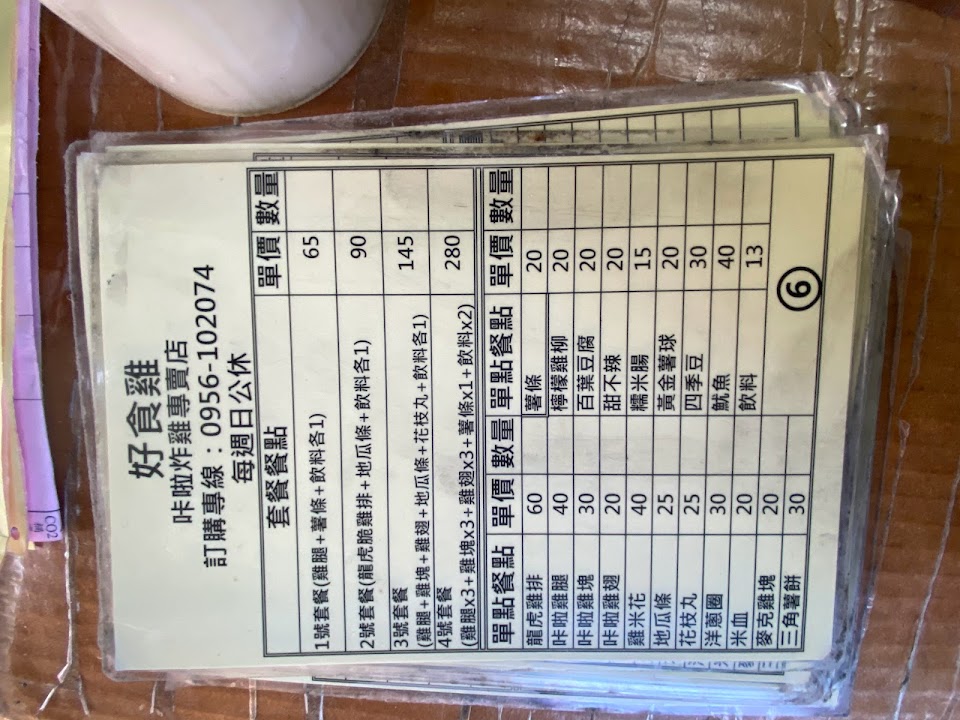 好食雞
咔啦炸雞專賣店
訂購專線：0956-102074
每週日公休
套餐餐點 單價 數量
1號套餐(雞腿+薯條+飲料各1) 65
2號套餐(龍虎脆雞排+地瓜條+飲料各1) 90
3號套餐
(雞腿+雞塊+雞翅+地瓜條+花枝丸+飲料各1) 145
4號套餐
(雞腿x3+雞塊x3+雞翅x3+薯條x1+飲料x2) 280
單點餐點 單價 數量 單點餐點 單價 數量
龍虎雞排 60 薯條 20
咔啦雞腿 40 檸檬雞柳 20
咔啦雞塊 30 百葉豆腐 20
咔啦雞翅 20 甜不辣 20
雞米花 40 糯米腸 15
地瓜條 25 黃金薯球 20
花枝丸 25 四季豆 30
洋蔥圈 30 魷魚 40
米血 20 飲料 13
麥克雞塊 20
三角薯餅 30
6
CO2